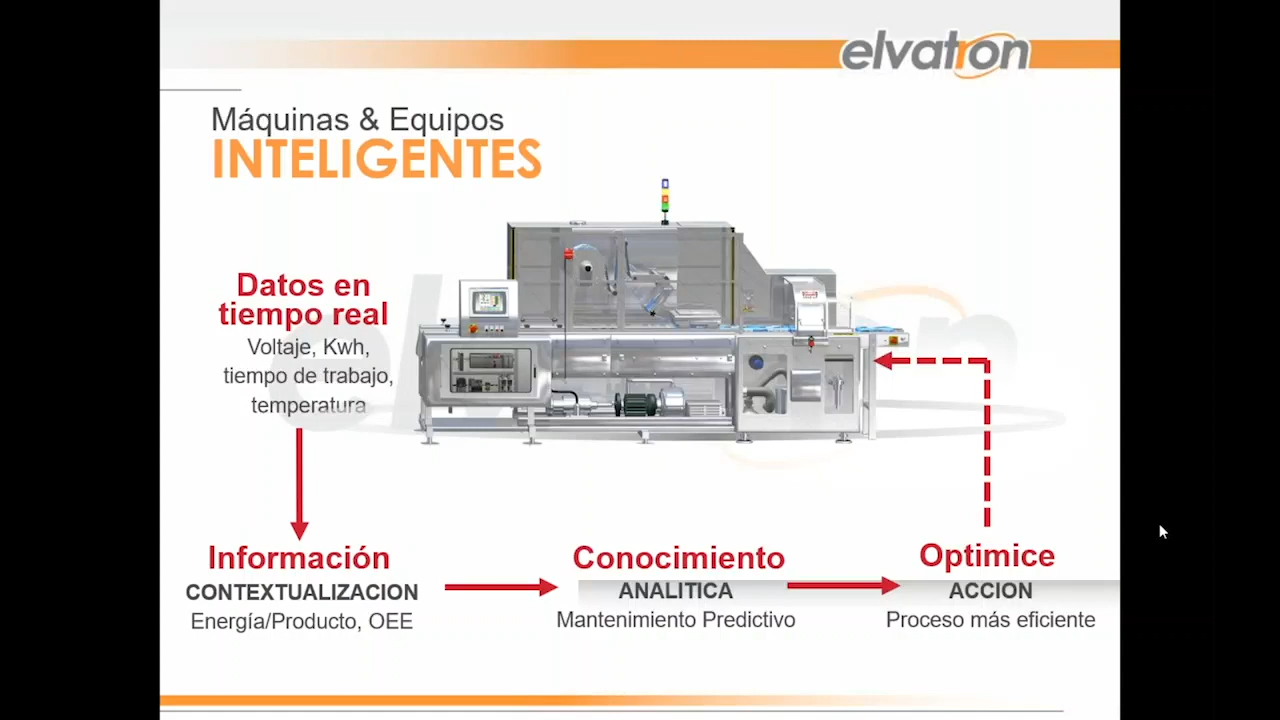 elvatron
Máquinas & Equipos
INTELIGENTES
Datos en
tiempo real
Voltaje, Kwh,
tiempo de trabajo,
temperatura
Información
CONTEXTUALIZACION
Energía/Producto, OEE
Conocimiento
ANALITICA
Mantenimiento Predictivo
Optimice
ACCION
Proceso más eficiente